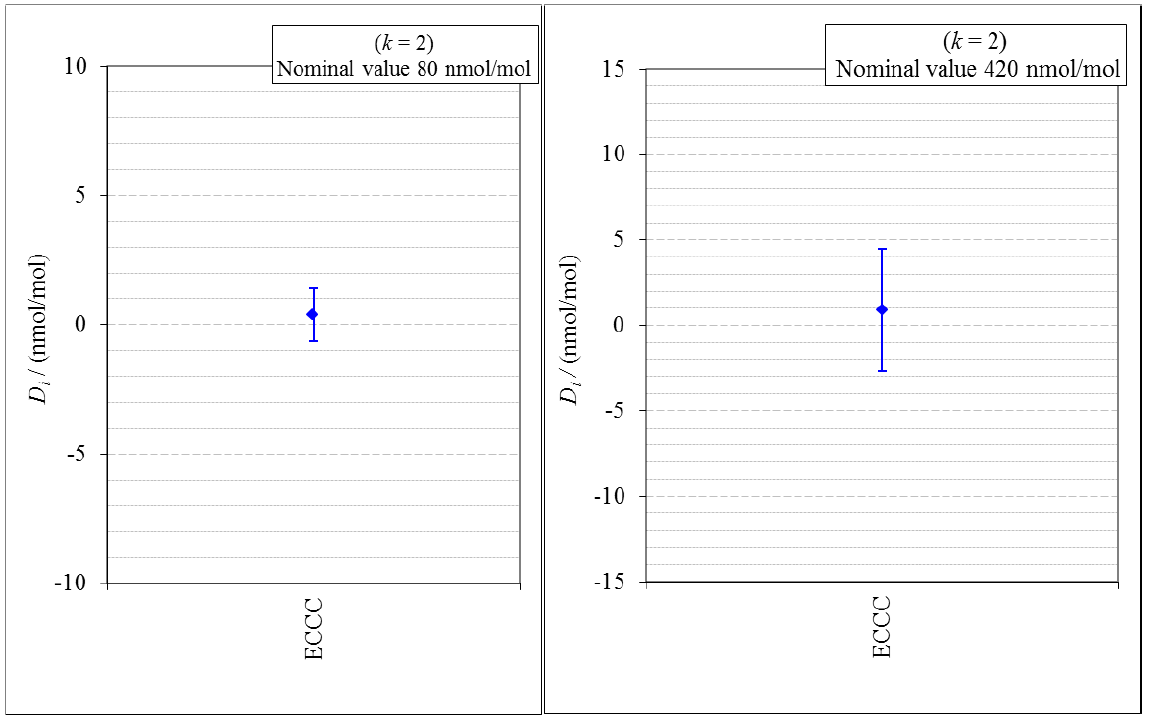 (k = 2)
Nominal value 80 nmol/mol
10
5
0
-5
-10
Di / (nmol/mol)
ECCC
(k = 2)
Nominal value 420 nmol/mol
15
10
5
0
-5
-10
-15
Di / (nmol/mol)
ECCC